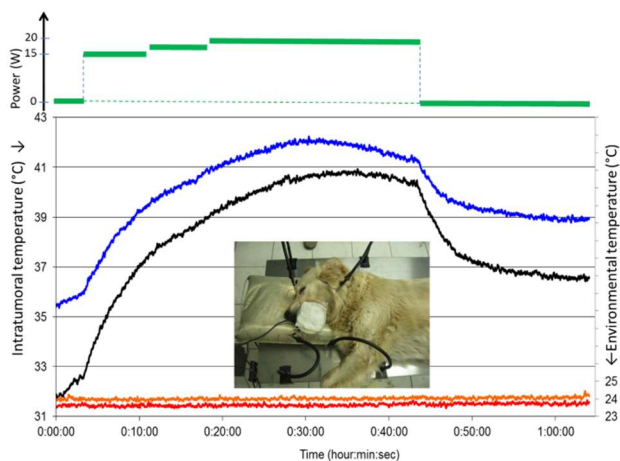 Power (W)
20
15
0
Intratumoral temperature (°C) ↓
43
41
39
37
35
33
31
←Environmental temperature (°C)
25
24
23
0:00:00 0:10:00 0:20:00 0:30:00 0:40:00 0:50:00 1:00:00
Time (hour:min:sec)